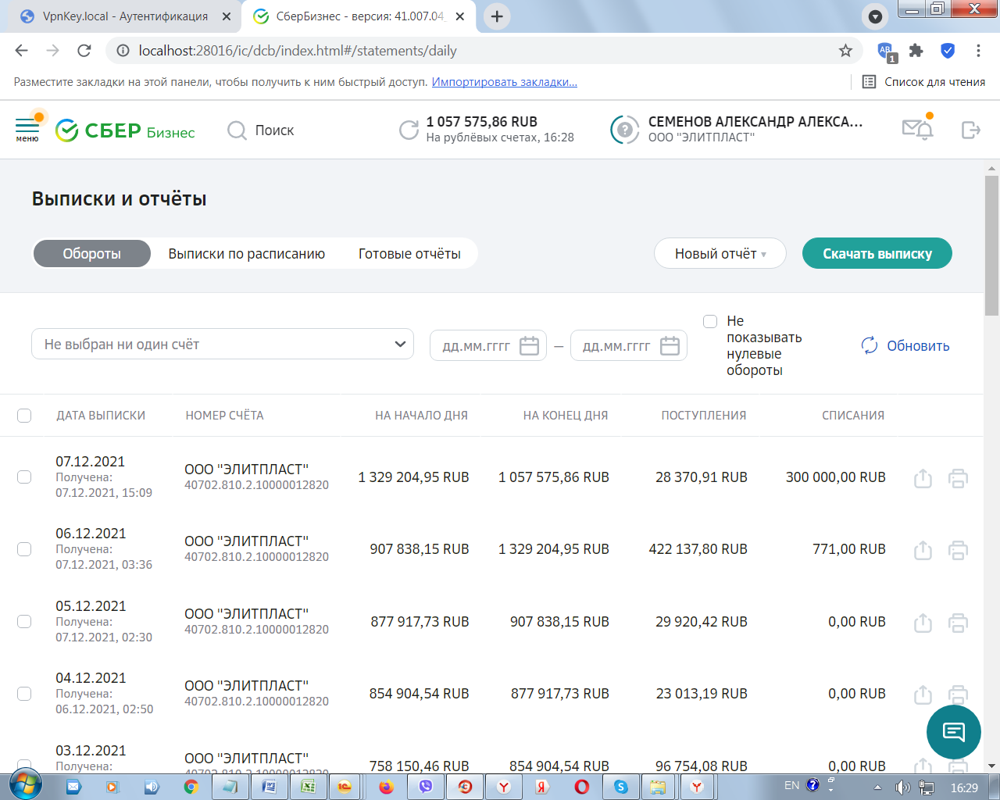 VpnKey.local - Аутентификация
СберБизнес - версия: 41.007.04_
localhost:28016/ic/dcb/index.html#/statements/daily
AB
1
Разместите закладки на этой панели, чтобы получить к ним быстрый доступ. Импортировать закладки...
Список для чтения
меню
СБЕР Бизнес
Поиск
1 057 575,86 RUB
На рублёвых счетах, 16:28
СЕМЕНОВ АЛЕКСАНДР АЛЕКСА...
ООО "ЭЛИТПЛАСТ"
Выписки и отчёты
Обороты
Выписки по расписанию
Готовые отчёты
Новый отчёт
Скачать выписку
Не выбран ни один счёт
дд.мм.гггг
—
дд.мм.гггг
Не
показывать
нулевые
обороты
Обновить
ДАТА ВЫПИСКИ НОМЕР СЧЁТА НА НАЧАЛО ДНЯ НА КОНЕЦ ДНЯ ПОСТУПЛЕНИЯ СПИСАНИЯ
07.12.2021
Получена:
07.12.2021, 15:09
ООО "ЭЛИТПЛАСТ"
40702.810.2.10000012820
1 329 204,95 RUB 1 057 575,86 RUB 28 370,91 RUB 300 000,00 RUB
06.12.2021
Получена:
07.12.2021, 03:36
ООО "ЭЛИТПЛАСТ"
40702.810.2.10000012820
907 838,15 RUB 1 329 204,95 RUB 422 137,80 RUB 771,00 RUB
05.12.2021
Получена:
07.12.2021, 02:30
ООО "ЭЛИТПЛАСТ"
40702.810.2.10000012820
877 917,73 RUB 907 838,15 RUB 29 920,42 RUB 0,00 RUB
04.12.2021
Получена:
06.12.2021, 02:50
ООО "ЭЛИТПЛАСТ"
40702.810.2.10000012820
854 904,54 RUB 877 917,73 RUB 23 013,19 RUB 0,00 RUB
03.12.2021
Получена:
ООО "ЭЛИТПЛАСТ"
40702.810.2.10000012820
758 150,46 RUB 854 904,54 RUB 96 754,08 RUB 0,00 RUB
EN
16:29